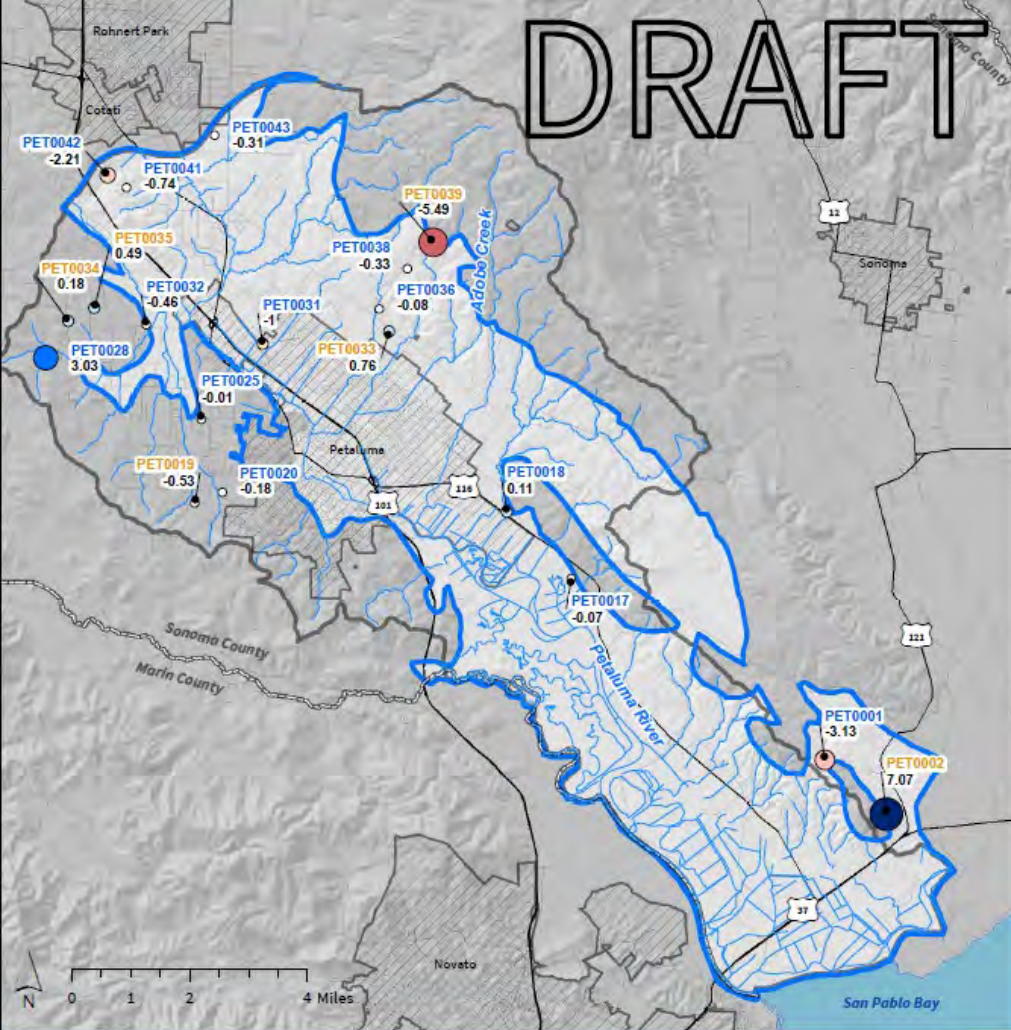 DRAFT
Sonoma County
Rohnert Park
Cotati
PET0043
-0.31
PET0042
-2.21
PET0041
-0.74
PET0039
-5.49
12
Adobe Creek
PET0038
-0.33
PET0035
0.49
Sonoma
PET0034
0.18
PET0032
-0.46
PET0036
-0.08
PET0031
-1
PET0033
0.76
PET0028
3.03
PET0025
-0.01
Petaluma
PET0019
-0.53
PET0020
-0.18
PET0018
0.11
116
101
PET0017
-0.07
Sonoma County
Marin County
121
Petaluma River
PET0001
-3.13
PET0002
7.07
37
Novato
N
0 1 2 4 Miles
San Pablo Bay